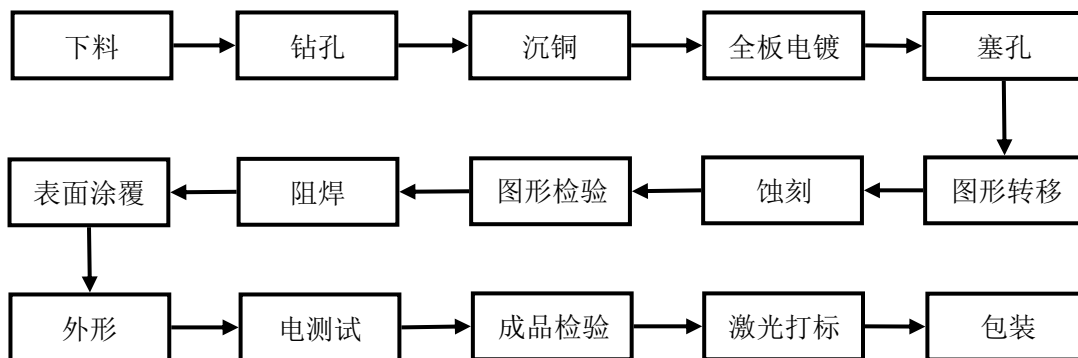 下料
钻孔
沉铜
全板电镀
塞孔
图形转移
蚀刻
图形检验
阻焊
表面涂覆
外形
电测试
成品检验
激光打标
包装